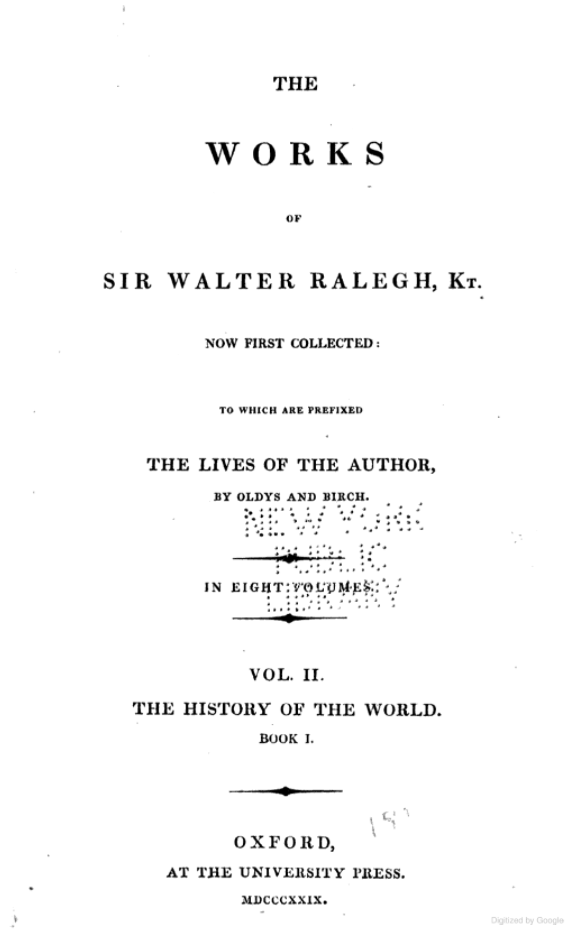 THE
WORKS
OF
SIR WALTER RALEGH, KT.
NOW FIRST COLLECTED:
TO WHICH ARE PREFIXED
THE LIVES OF THE AUTHOR,
BY OLDYS AND BIRCH.
NEW YORK
PUBLIC
IN EIGHT VOLUMES.
LIBRARY
VOL. II.
THE HISTORY OF THE WORLD.
BOOK I.
OXFORD,
AT THE UNIVERSITY PRESS.
MDCCCXXIX.
Digitized by Google